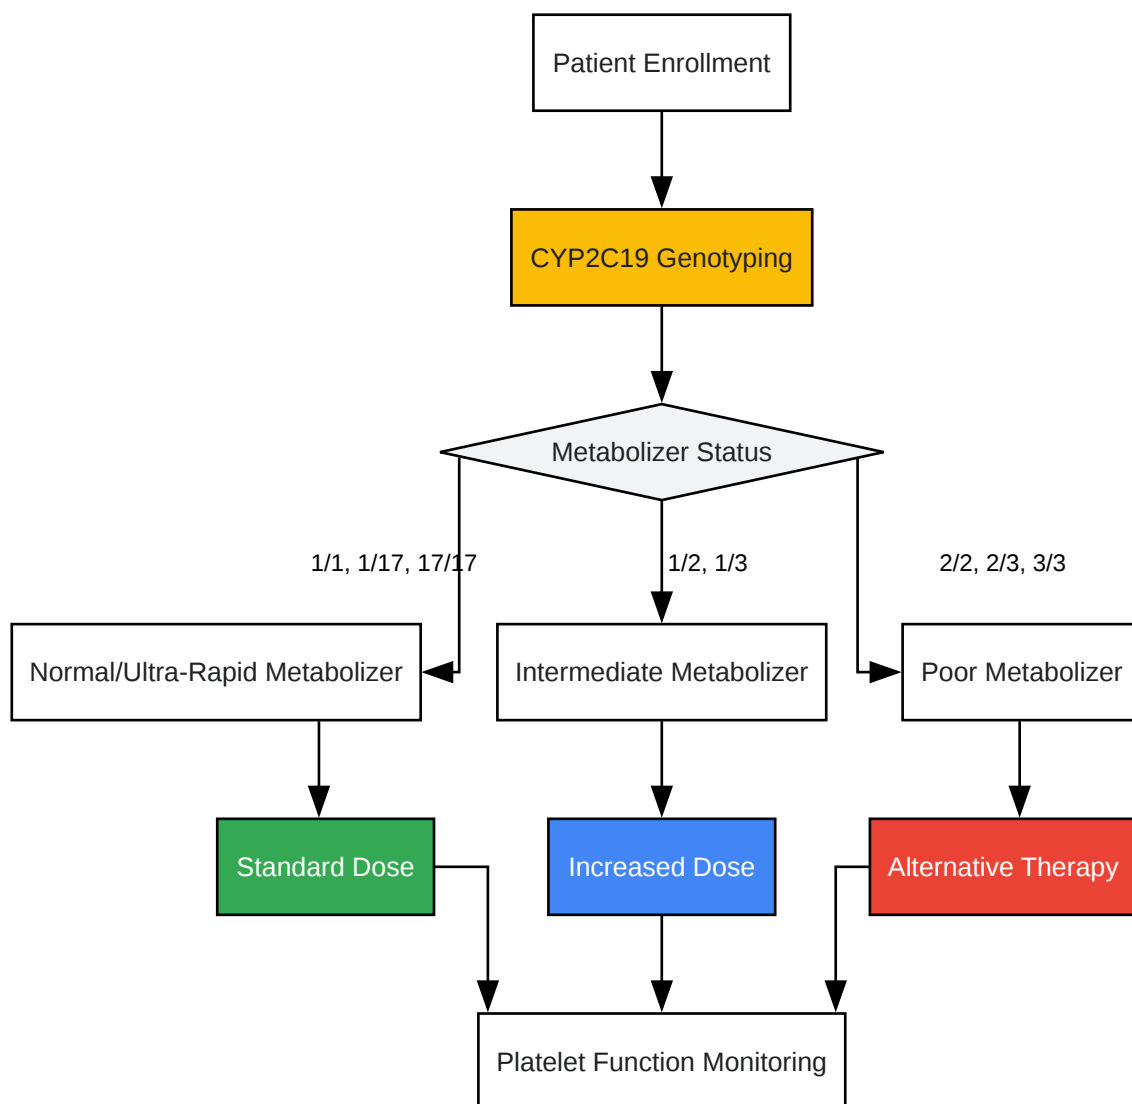 Patient Enrollment
CYP2C19 Genotyping
Metabolizer Status
1/1, 1/17, 17/17
1/2, 1/3
2/2, 2/3, 3/3
Normal/Ultra-Rapid Metabolizer
Intermediate Metabolizer
Poor Metabolizer
Standard Dose
Increased Dose
Alternative Therapy
Platelet Function Monitoring